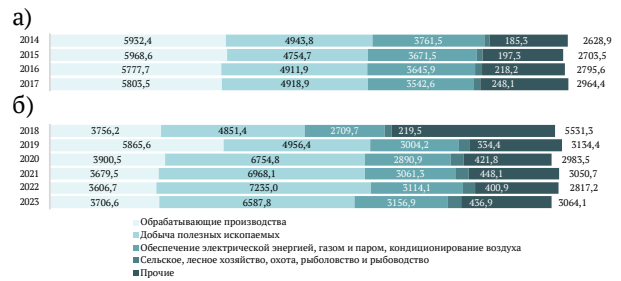 а)
2014 5932,4 4943,8 3761,5 185,3 2628,9
2015 5968,6 4754,7 3671,5 197,3 2703,5
2016 5777,7 4911,9 3645,9 218,2 2795,6
2017 5803,5 4918,9 3542,6 248,1 2964,4
б)
2018 3756,2 4851,4 2709,7 219,5 5531,3
2019 5865,6 4956,4 3004,2 334,4 3134,4
2020 3900,5 6754,8 2890,9 421,8 2983,5
2021 3679,5 6968,1 3061,3 448,1 3050,7
2022 3606,7 7235,0 3114,1 400,9 2817,2
2023 3706,6 6587,8 3156,9 436,9 3064,1
Обрабатывающие производства
Добыча полезных ископаемых
Обеспечение электрической энергией, газом и паром, кондиционирование воздуха
Сельское, лесное хозяйство, охота, рыболовство и рыбоводство
Прочие